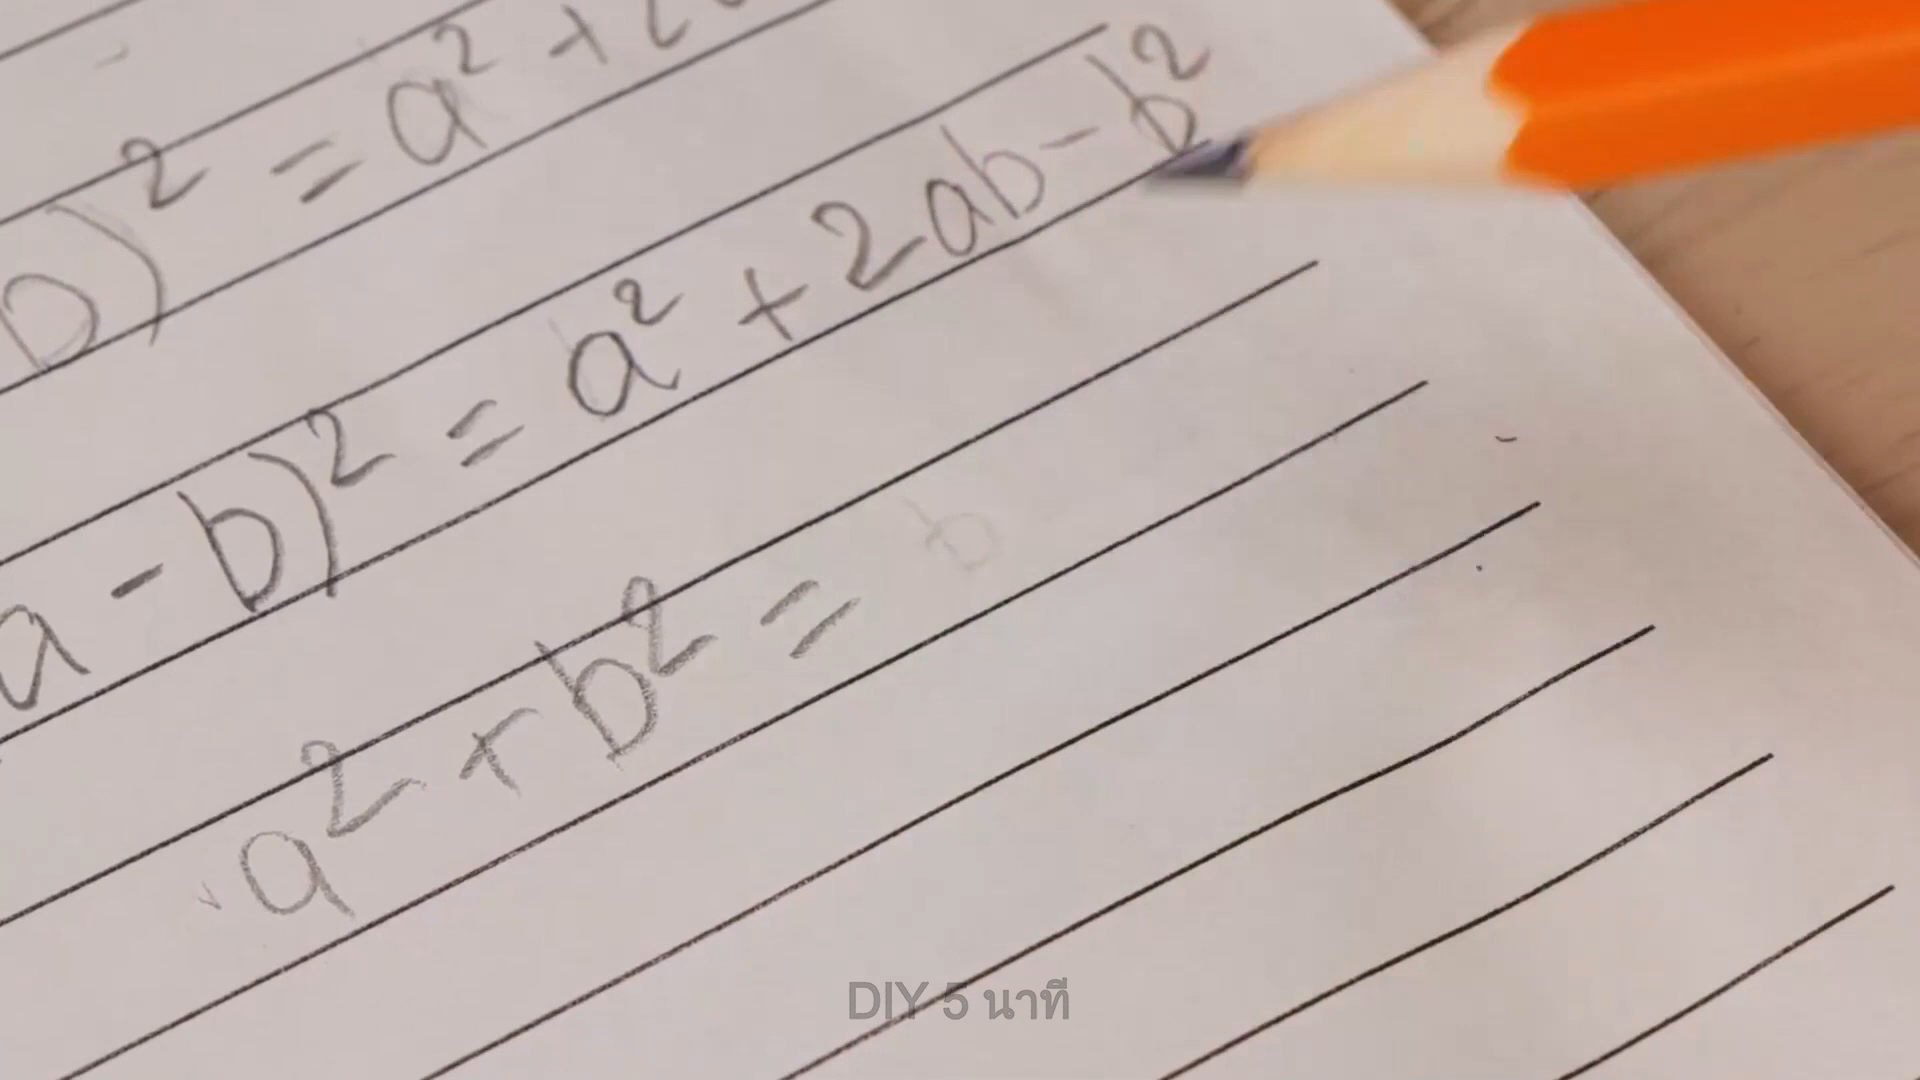 b)² = a² + 2
a - b)² = a² + 2ab - b²
a² + b² =
DIY 5 นาที